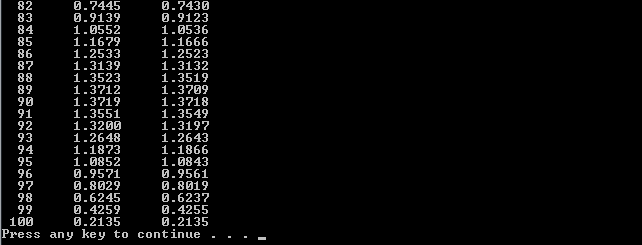 82 0.7445 0.7430
83 0.9139 0.9123
84 1.0552 1.0536
85 1.1679 1.1666
86 1.2533 1.2523
87 1.3139 1.3132
88 1.3523 1.3519
89 1.3712 1.3709
90 1.3719 1.3718
91 1.3551 1.3549
92 1.3200 1.3197
93 1.2648 1.2643
94 1.1873 1.1866
95 1.0852 1.0843
96 0.9571 0.9561
97 0.8029 0.8019
98 0.6245 0.6237
99 0.4259 0.4255
100 0.2135 0.2135
Press any key to continue . . . _